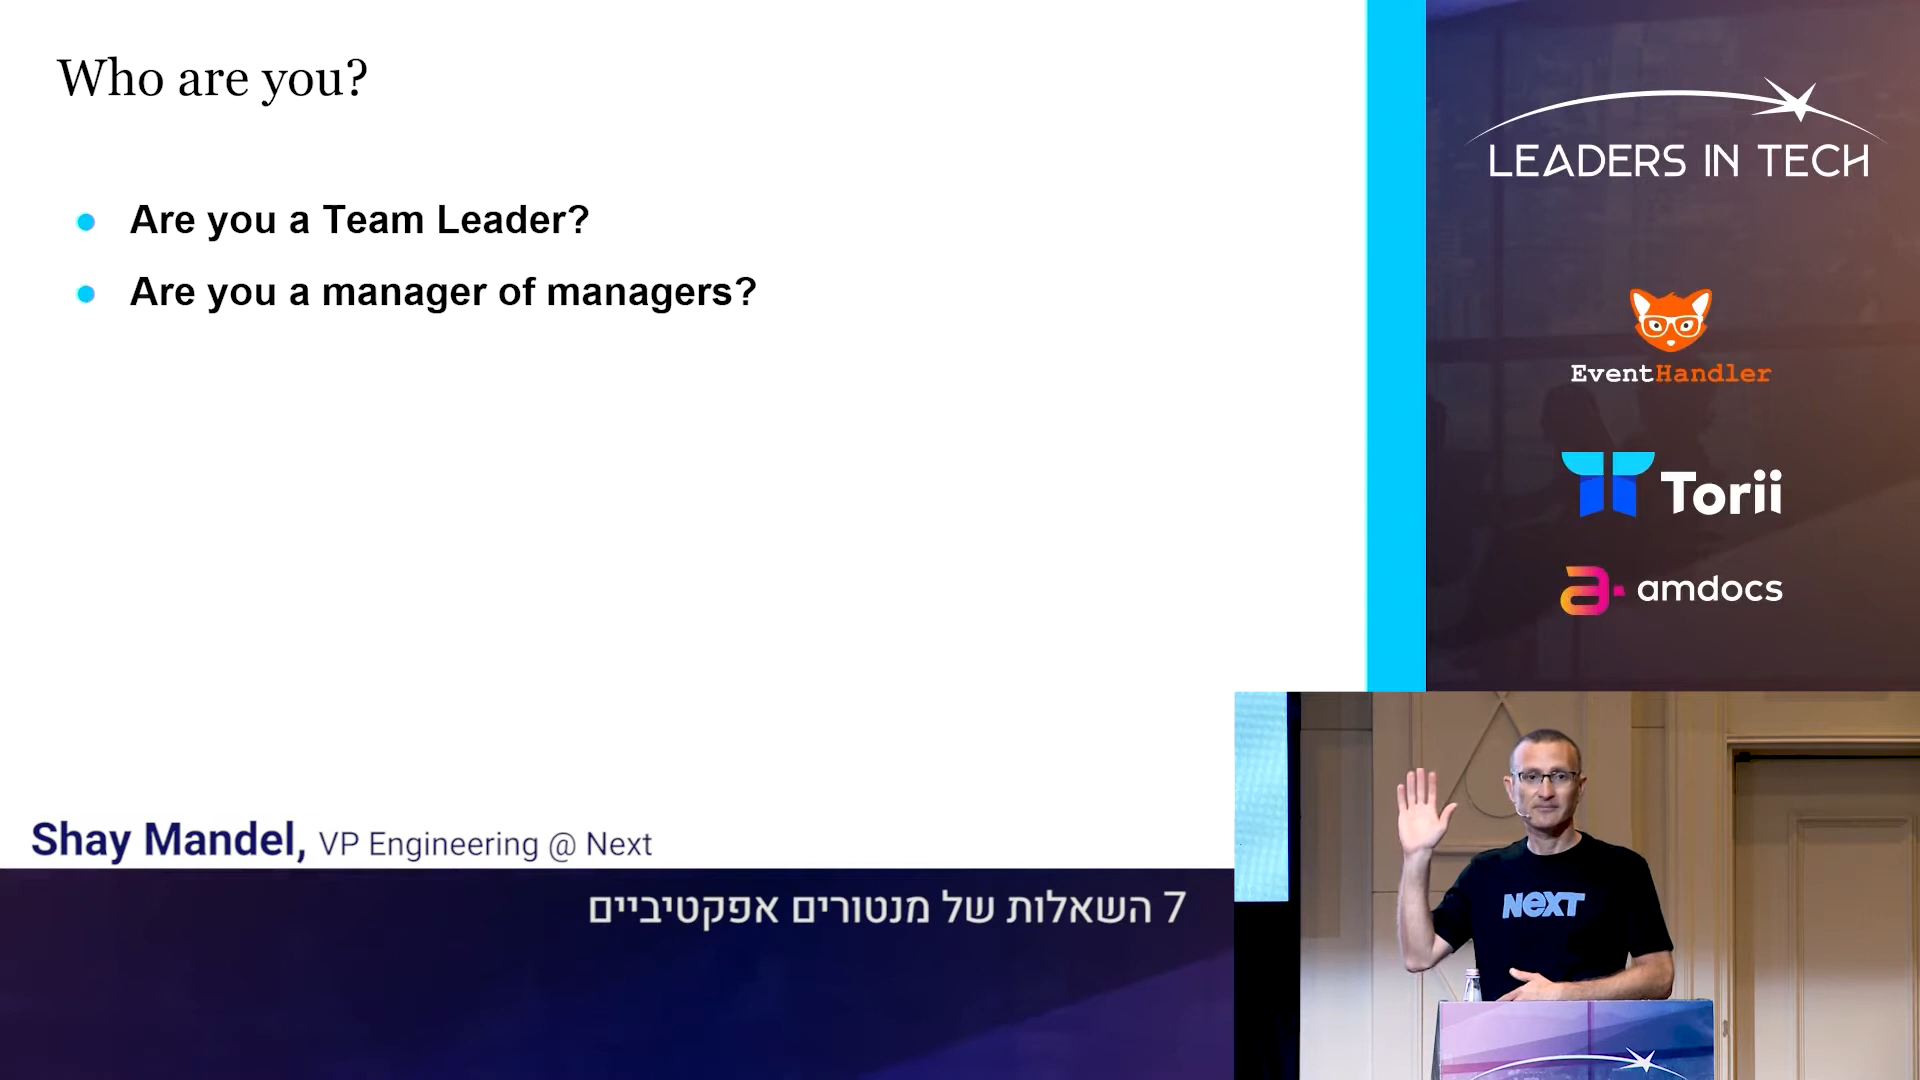 Who are you?
Are you a Team Leader?
Are you a manager of managers?
LEADERS IN TECH
EventHandler
Torii
amdocs
Shay Mandel, VP Engineering @ Next
7 השאלות של מנטורים אפקטיביים
NEXT